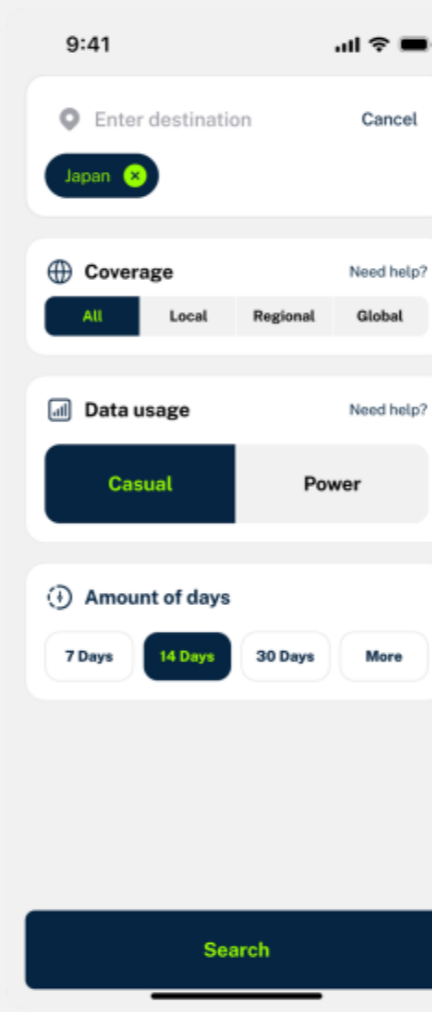 9:41
Enter destination Cancel
Japan
Coverage Need help?
All Local Regional Global
Data usage Need help?
Casual Power
Amount of days
7 Days 14 Days 30 Days More
Search